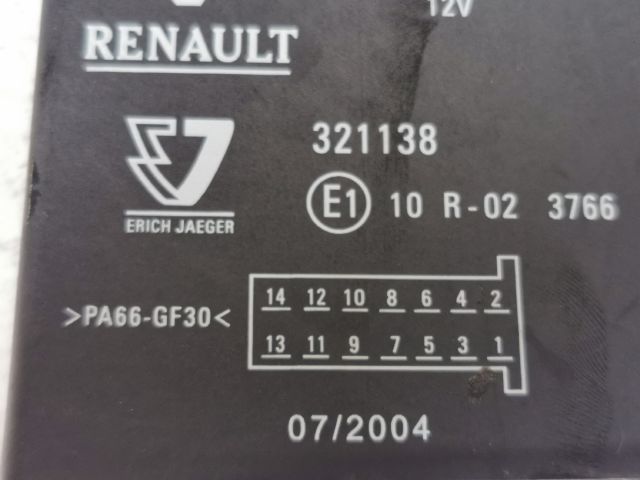 12V
RENAULT
321138
ERICH JAEGER
E1 10 R-02 3766
14 12 10 8 6 4 2
>PA66-GF30<
13 11 9 7 5 3 1
07/2004